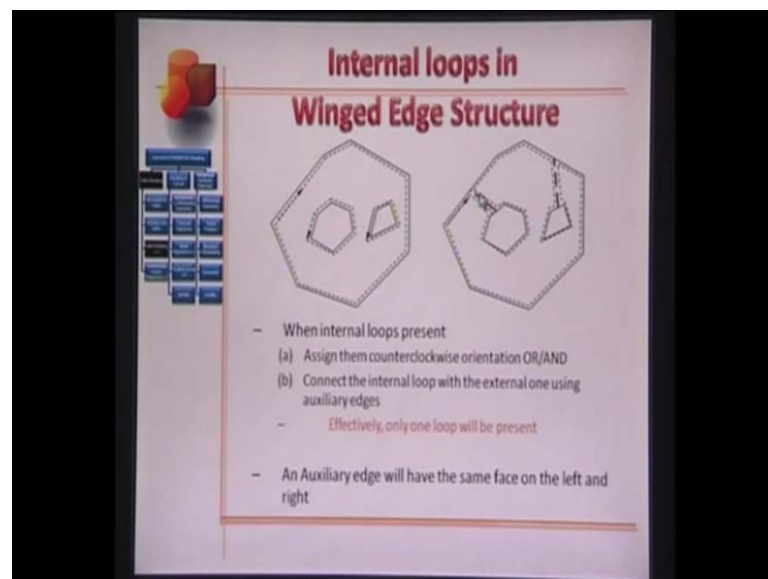 Internal loops in
Winged Edge Structure
– When internal loops present
(a) Assign them counterclockwise orientation OR/AND
(b) Connect the internal loop with the external one using
auxiliary edges
– Effectively, only one loop will be present
– An Auxiliary edge will have the same face on the left and
right